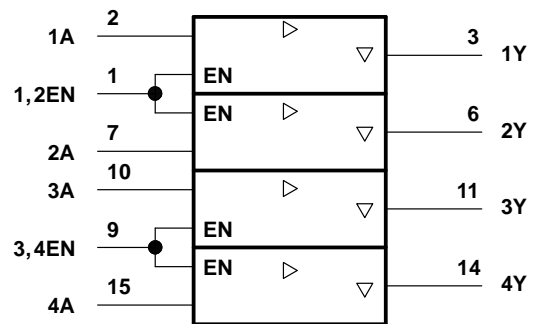 1A 2 3 1Y
1,2EN 1 EN
EN 6 2Y
2A 7
3A 10 11 3Y
3,4EN 9 EN
EN 14 4Y
4A 15